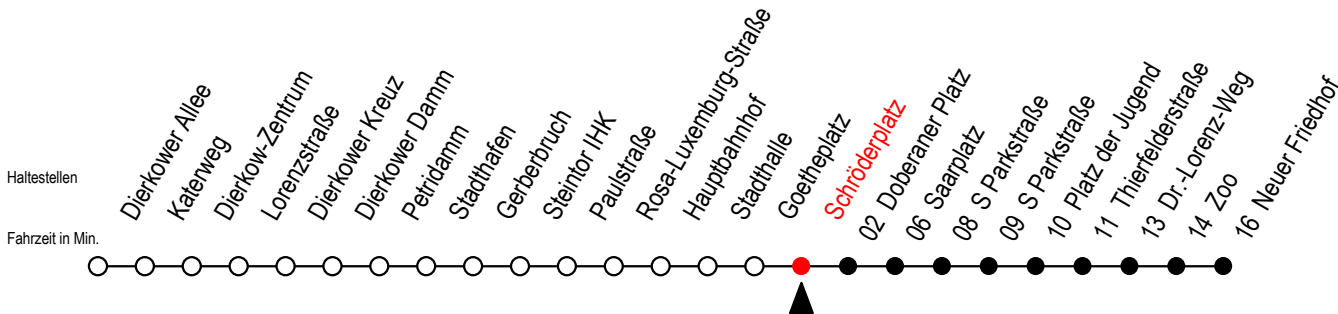 Haltestellen
Fahrzeit in Min.
Dierkower Allee
Katerweg
Dierkow-Zentrum
Lorenzstraße
Dierkower Kreuz
Dierkower Damm
Petridamm
Stadthafen
Gerberbruch
Steintor IHK
Paulstraße
Rosa-Luxemburg-Straße
Hauptbahnhof
Stadthalle
Goetheplatz
Schröderplatz
02 Doberaner Platz
06 Saarplatz
08 S Parkstraße
09 S Parkstraße
10 Platz der Jugend
11 Thierfelderstraße
13 Dr.-Lorenz-Weg
14 Zoo
16 Neuer Friedhof